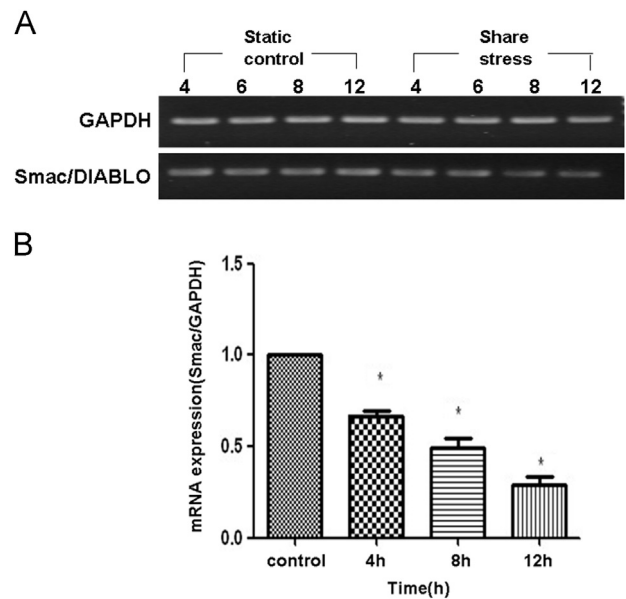 A
Static control
Share stress
4 6 8 12 4 6 8 12
GAPDH
Smac/DIABLO
B
mRNA expression(Smac/GAPDH)
1.5
1.0
0.5
0.0
* * *
control 4h 8h 12h
Time(h)